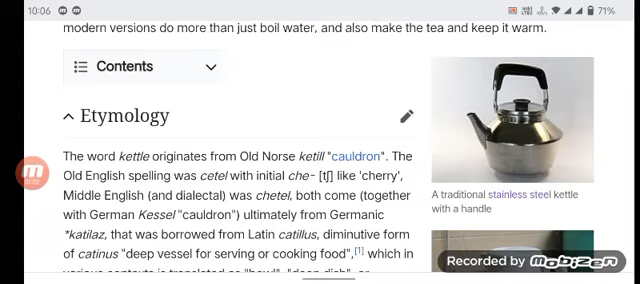 10:06
71%
modern versions do more than just boil water, and also make the tea and keep it warm.
Contents
Etymology
The word kettle originates from Old Norse ketill "cauldron". The
Old English spelling was cetel with initial che- [tʃ] like 'cherry',
Middle English (and dialectal) was chetel, both come (together
with German Kessel "cauldron") ultimately from Germanic
*katilaz, that was borrowed from Latin catillus, diminutive form
of catinus "deep vessel for serving or cooking food",[1] which in
A traditional stainless steel kettle
with a handle
Recorded by mobizen